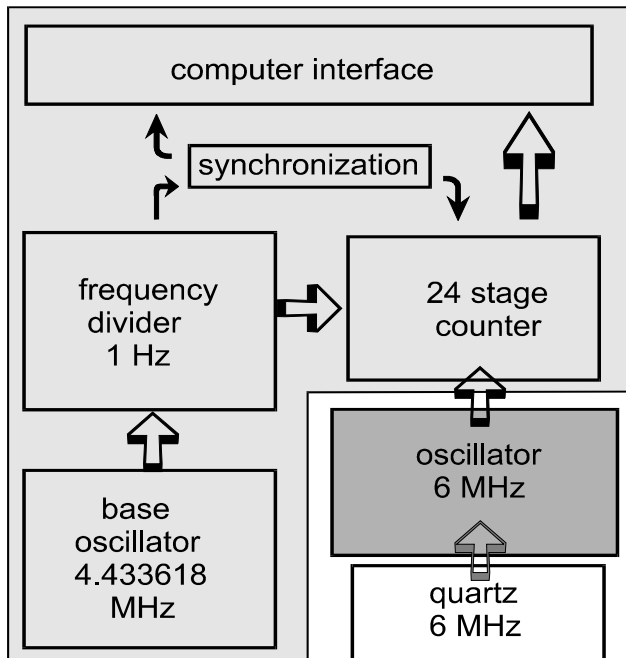 computer interface
synchronization
frequency
divider
1 Hz
24 stage
counter
oscillator
6 MHz
base
oscillator
4.433618
MHz
quartz
6 MHz